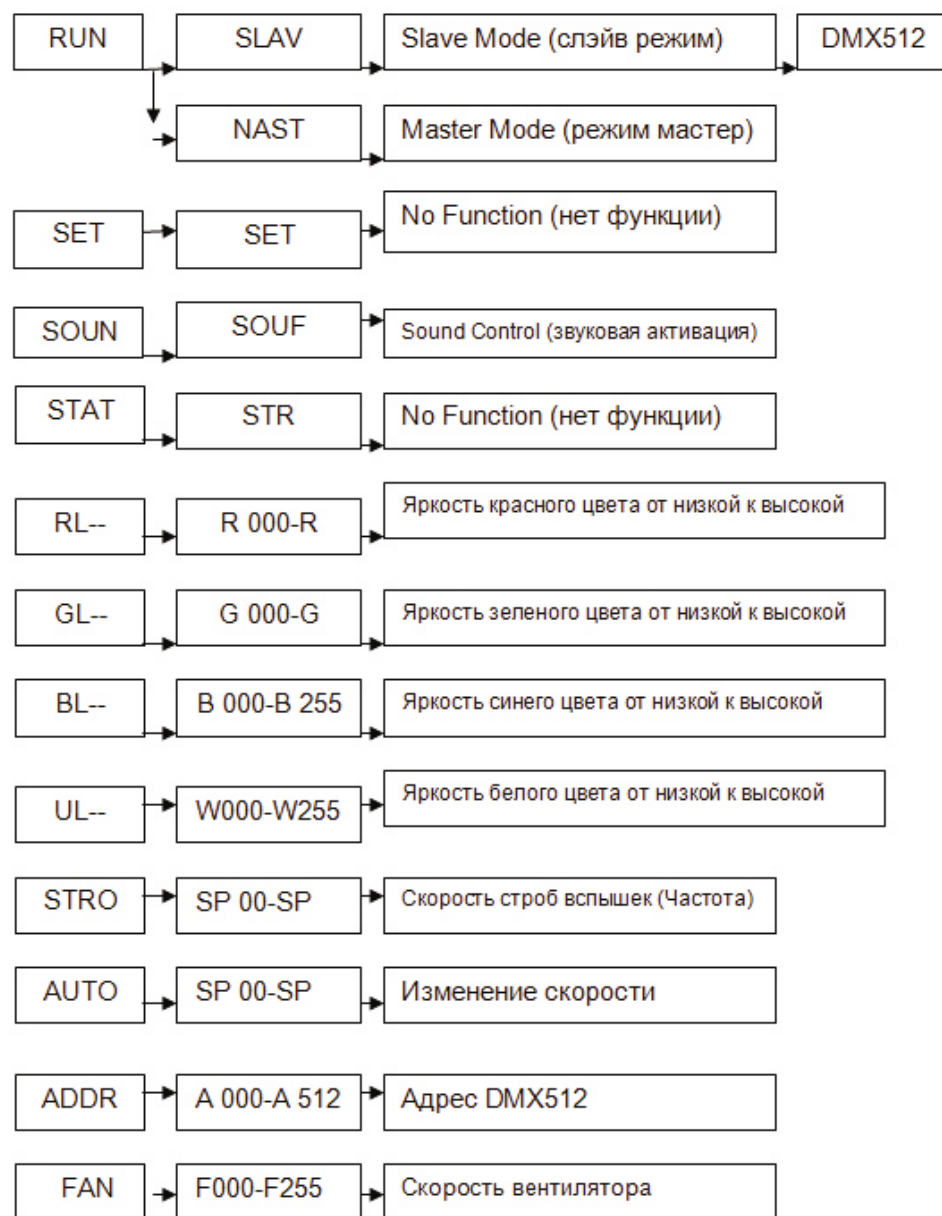 RUN SLAV Slave Mode (слэйв режим) DMX512
NAST Master Mode (режим мастер)
SET SET No Function (нет функции)
SOUN SOUF Sound Control (звуковая активация)
STAT STR No Function (нет функции)
RL-- R 000-R Яркость красного цвета от низкой к высокой
GL-- G 000-G Яркость зеленого цвета от низкой к высокой
BL-- B 000-B 255 Яркость синего цвета от низкой к высокой
UL-- W000-W255 Яркость белого цвета от низкой к высокой
STRO SP 00-SP Скорость строб вспышек (Частота)
AUTO SP 00-SP Изменение скорости
ADDR A 000-A 512 Адрес DMX512
FAN F000-F255 Скорость вентилятора